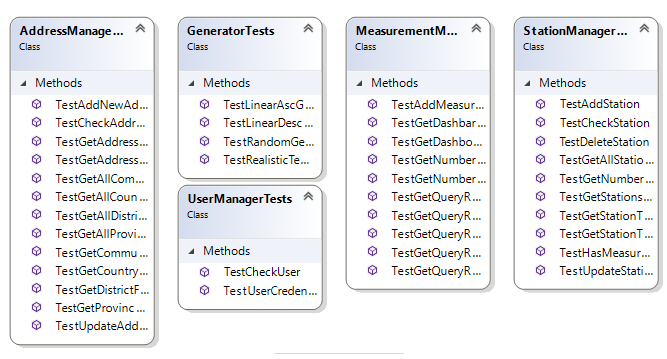 AddressManage...
Class
Methods
TestAddNewAd...
TestCheckAddr...
TestGetAddress...
TestGetAddress...
TestGetAllCom...
TestGetAllCoun...
TestGetAllDistri...
TestGetAllProvi...
TestGetCommu...
TestGetCountry...
TestGetDistrictF...
TestGetProvinc...
TestUpdateAdd...
GeneratorTests
Class
Methods
TestLinearAscG...
TestLinearDesc...
TestRandomGe...
TestRealisticTe...
UserManagerTests
Class
Methods
TestCheckUser
TestUserCreden...
MeasurementM...
Class
Methods
TestAddMeasur...
TestGetDashbar...
TestGetDashbo...
TestGetNumber...
TestGetNumber...
TestGetQueryR...
TestGetQueryR...
TestGetQueryR...
TestGetQueryR...
TestGetQueryR...
StationManager...
Class
Methods
TestAddStation
TestCheckStation
TestDeleteStation
TestGetAllStatio...
TestGetNumber...
TestGetStations...
TestGetStationT...
TestGetStationT...
TestHasMeasur...
TestUpdateStati...